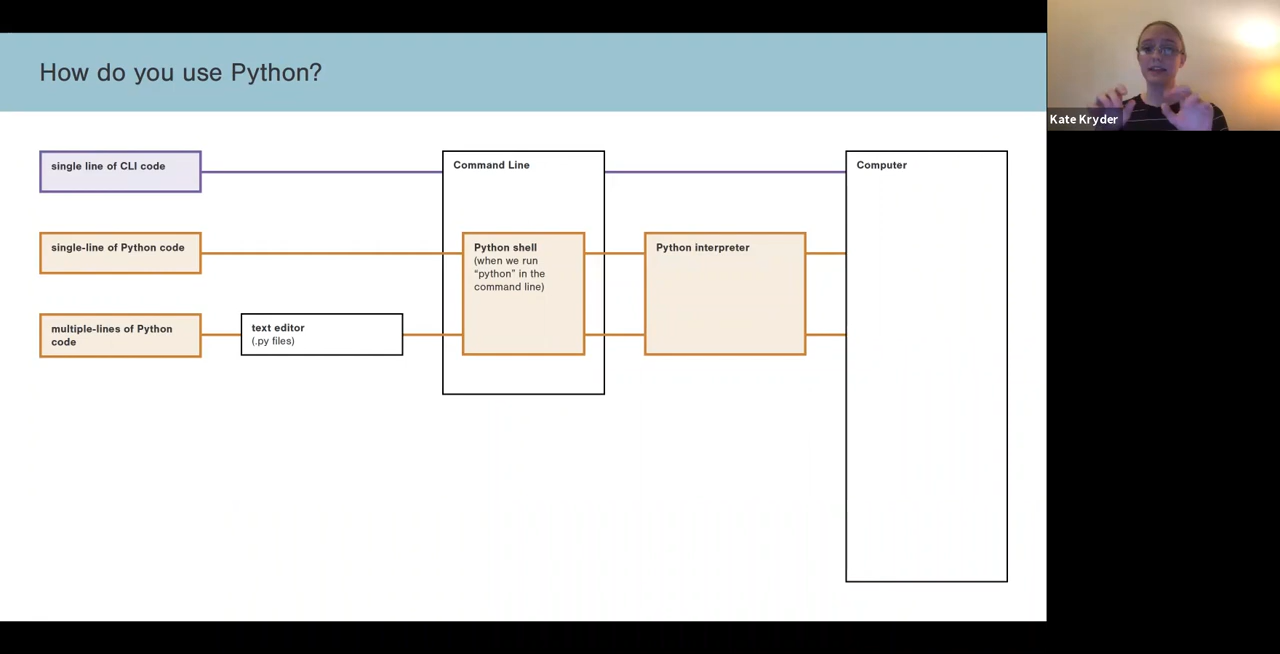 How do you use Python?
Kate Kryder
single line of CLI code
Command Line
Computer
single-line of Python code
Python shell
(when we run
“python” in the
command line)
Python interpreter
multiple-lines of Python
code
text editor
(.py files)